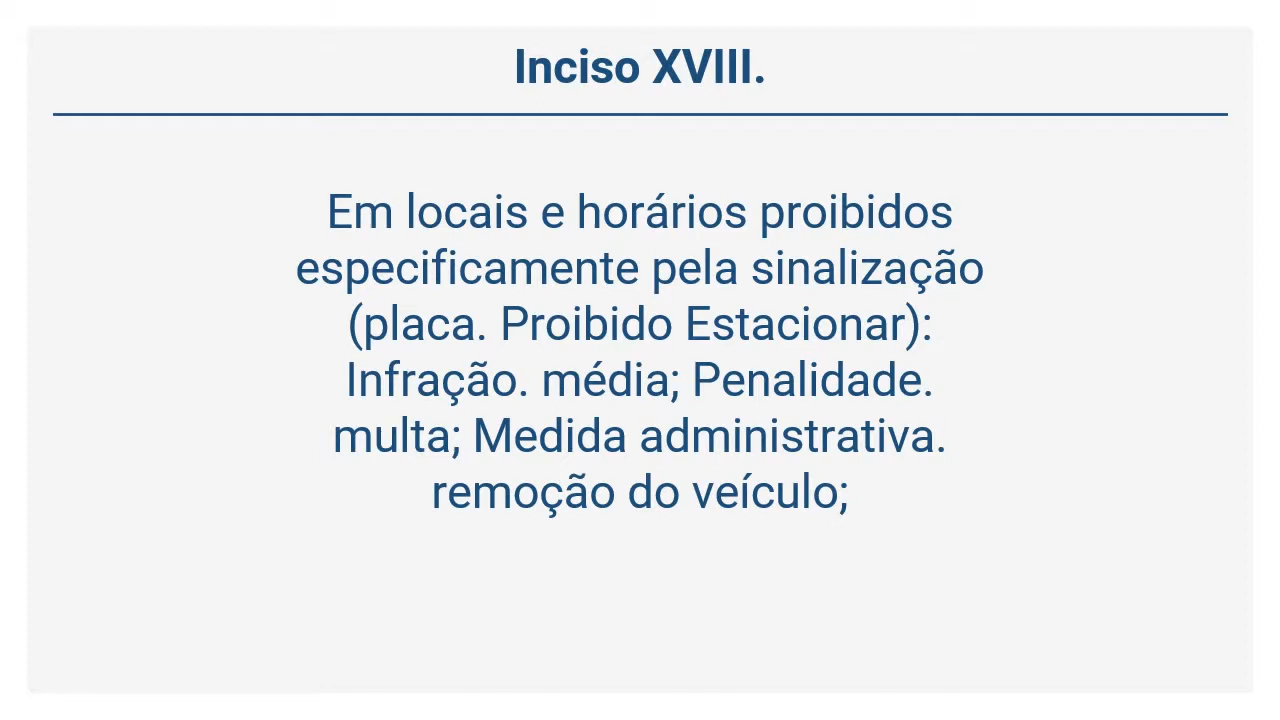 Inciso XVIII.
Em locais e horários proibidos
especificamente pela sinalização
(placa. Proibido Estacionar):
Infração. média; Penalidade.
multa; Medida administrativa.
remoção do veículo;